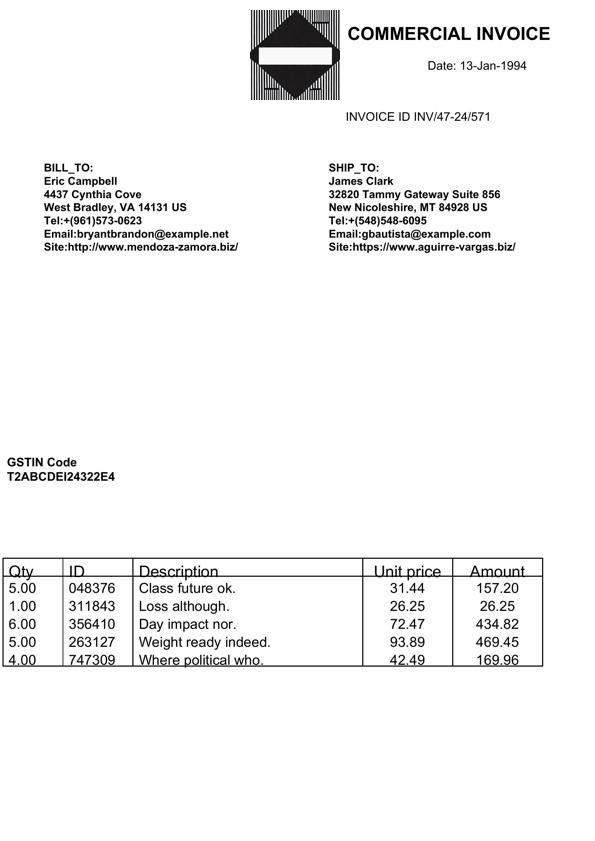 COMMERCIAL INVOICE
Date: 13-Jan-1994
INVOICE ID INV/47-24/571
BILL_TO:
Eric Campbell
4437 Cynthia Cove
West Bradley, VA 14131 US
Tel:+(961)573-0623
Email:bryantbrandon@example.net
Site:http://www.mendoza-zamora.biz/
SHIP_TO:
James Clark
32820 Tammy Gateway Suite 856
New Nicoleshire, MT 84928 US
Tel:+(548)548-6095
Email:gbautista@example.com
Site:https://www.aguirre-vargas.biz/
GSTIN Code
T2ABCDEI24322E4
Qty ID Description Unit price Amount
5.00 048376 Class future ok. 31.44 157.20
1.00 311843 Loss although. 26.25 26.25
6.00 356410 Day impact nor. 72.47 434.82
5.00 263127 Weight ready indeed. 93.89 469.45
4.00 747309 Where political who. 42.49 169.96